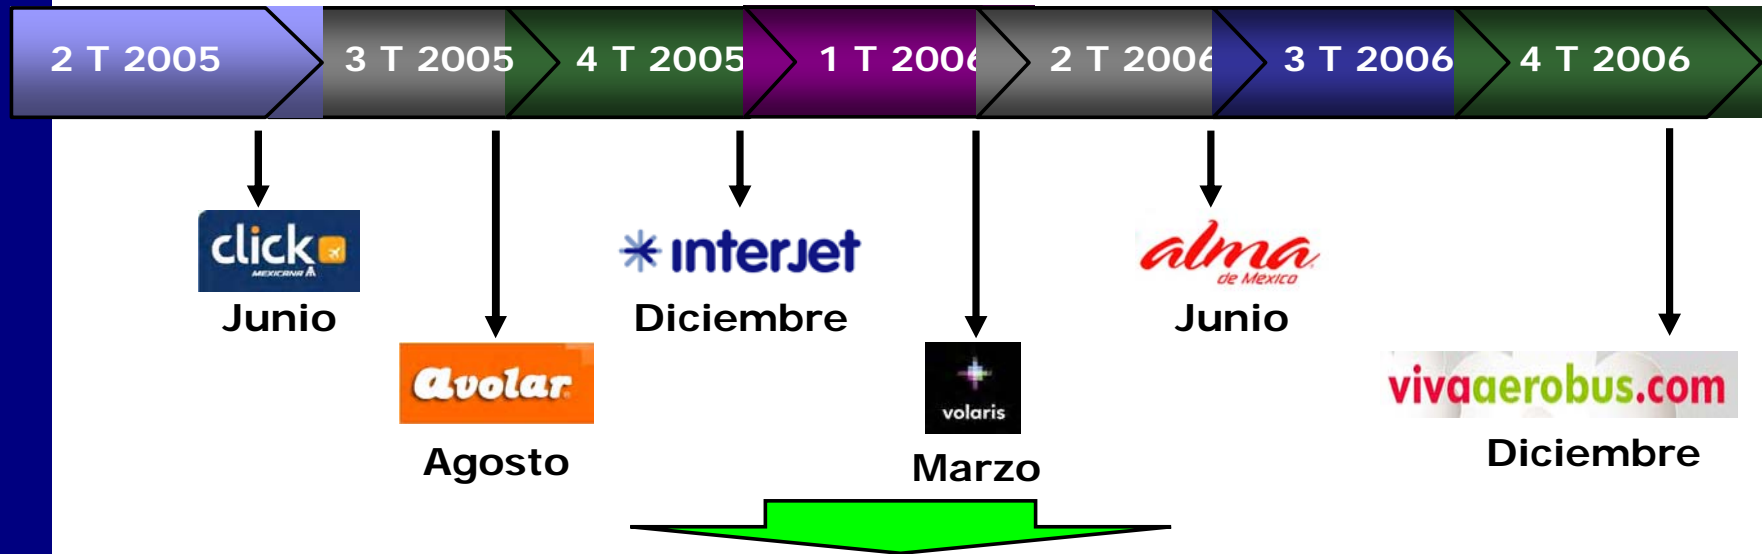 2 T 2005
3 T 2005
4 T 2005
1 T 2006
2 T 2006
3 T 2006
4 T 2006
click
MEXICANA
Junio
avolar
Agosto
interjet
Diciembre
volaris
Marzo
alma
de Mexico
Junio
vivaaerobus.com
Diciembre